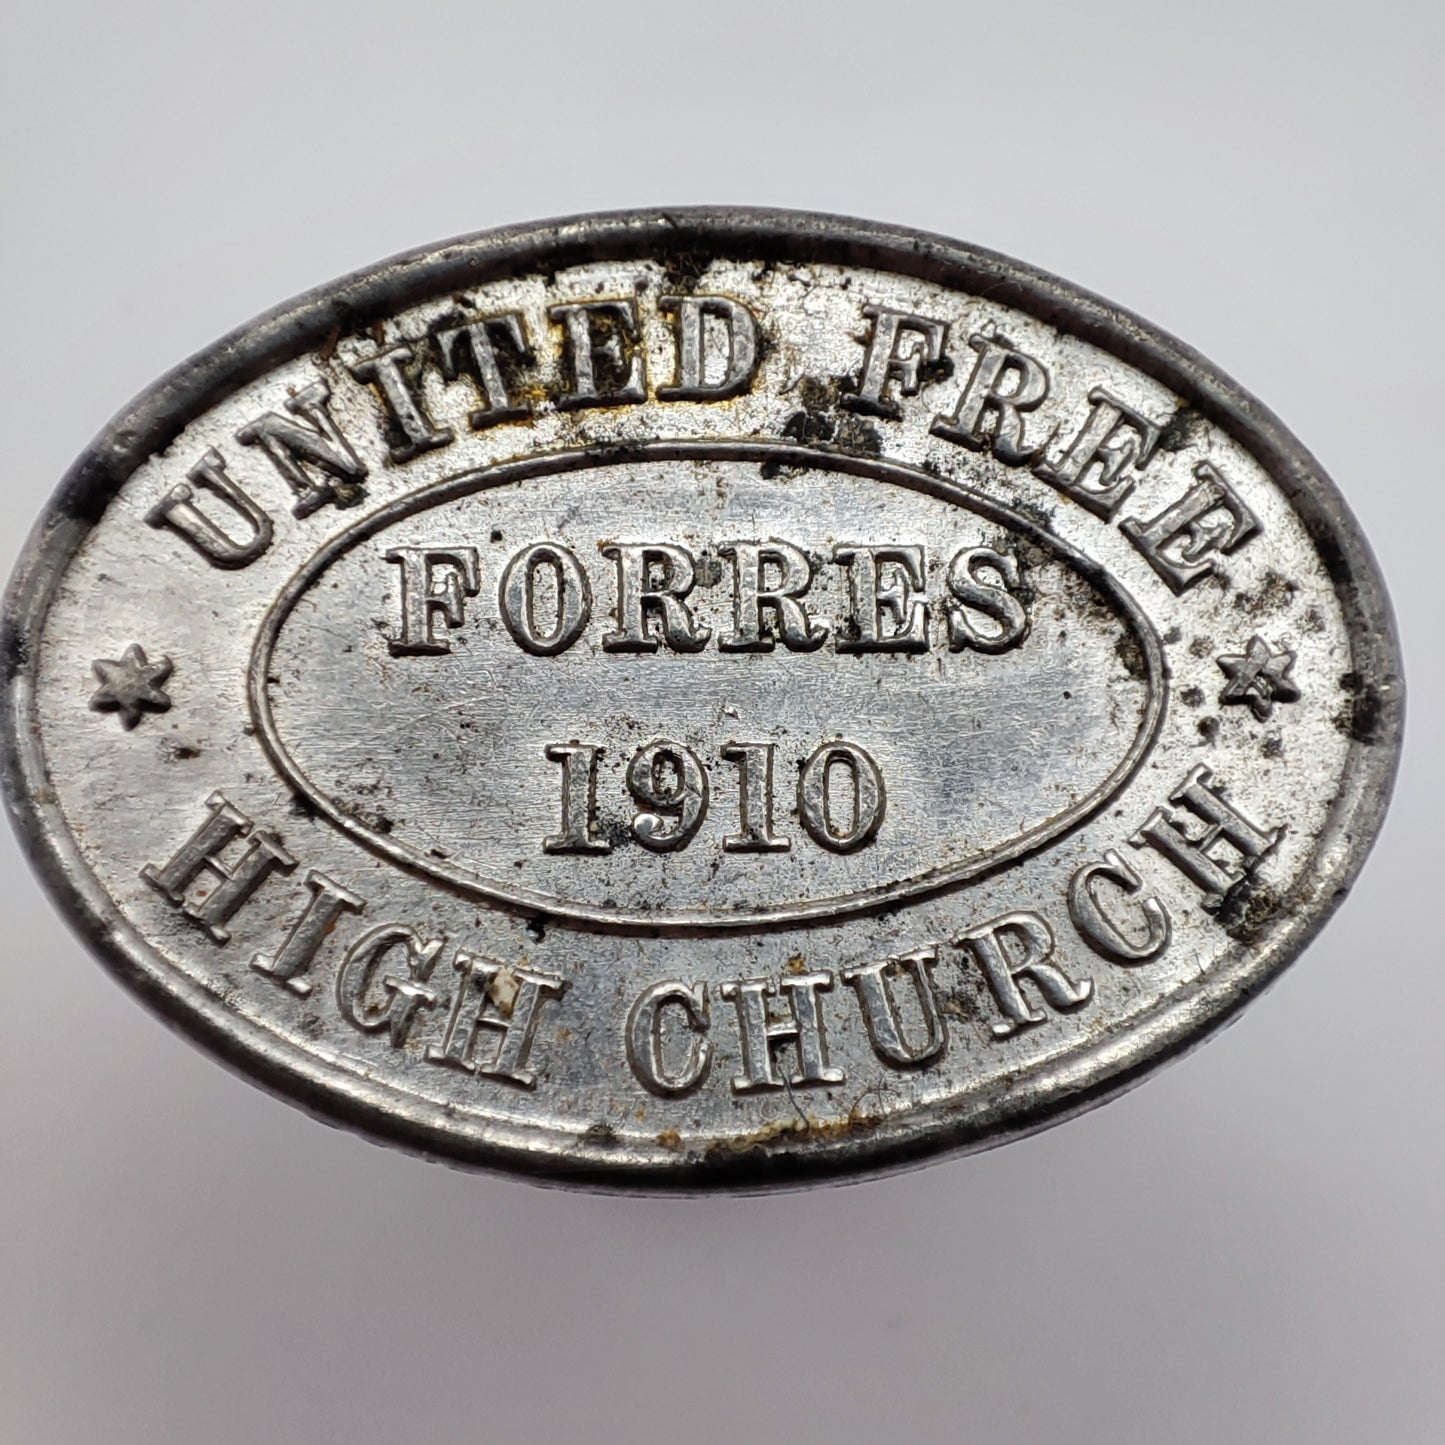 UNITED FREE
FORRES
1910
HIGH CHURCH